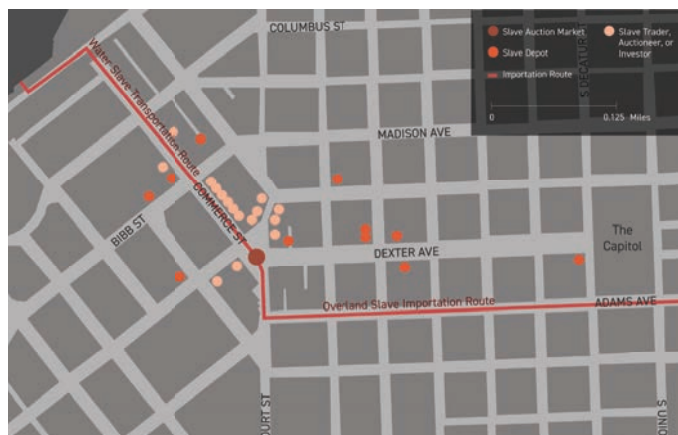 COLUMBUS ST
Slave Auction Market
Slave Depot
Importation Route
Slave Trader,
Auctioneer, or
Investor
0
0.125 Miles
S DECATUR ST
Water Slave Transportation Route
MADISON AVE
COMMERCE ST
BIBB ST
DEXTER AVE
The
Capitol
Overland Slave Importation Route
ADAMS AVE
OURT ST
S UNIO